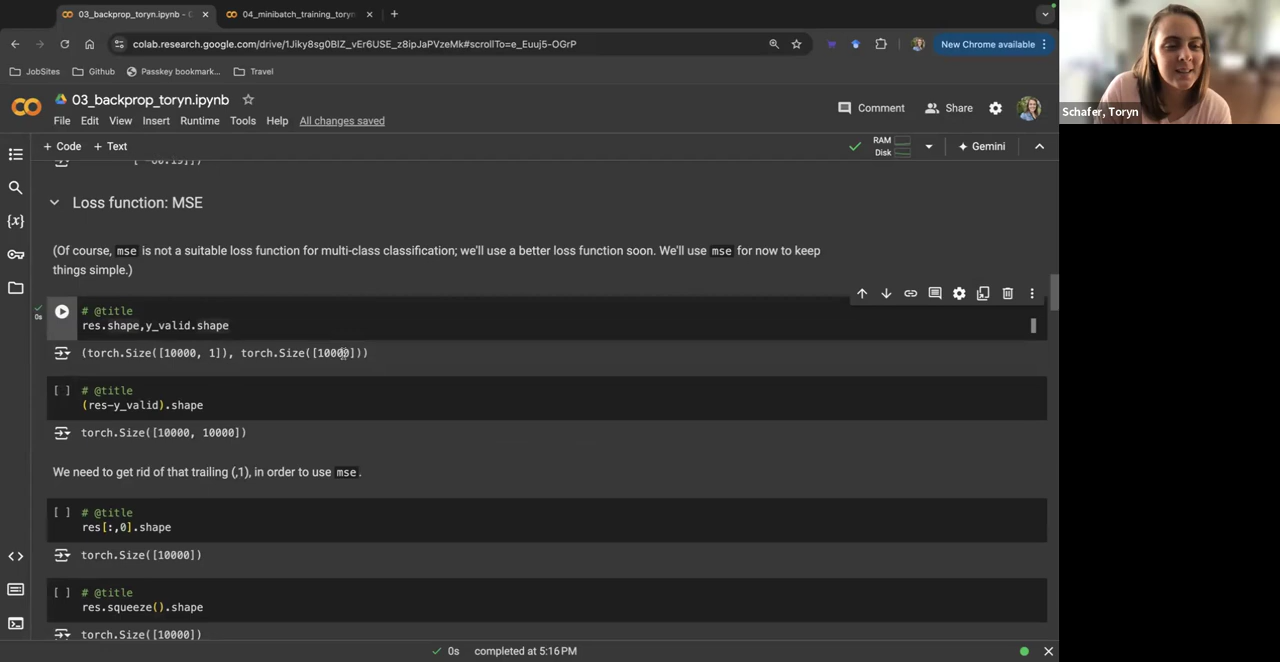 03_backprop_toryn.ipynb - C
04_minibatch_training_toryn
colab.research.google.com/drive/1Jiky8sg0BIZ_vEr6USE_z8ipJaPVzeMk#scrollTo=e_Euuj5-OGrP
New Chrome available
JobSites
Github
Passkey bookmark...
Travel
03_backprop_toryn.ipynb
File Edit View Insert Runtime Tools Help All changes saved
Comment
Share
+ Code + Text
RAM
Disk
Gemini
Loss function: MSE
(Of course, mse is not a suitable loss function for multi-class classification; we'll use a better loss function soon. We'll use mse for now to keep
things simple.)
0s
# @title
res.shape,y_valid.shape
(torch.Size([10000, 1]), torch.Size([10000]))
[ ] # @title
(res-y_valid).shape
torch.Size([10000, 10000])
We need to get rid of that trailing (,1), in order to use mse.
[ ] # @title
res[:,0].shape
torch.Size([10000])
[ ] # @title
res.squeeze().shape
torch.Size([10000])
0s completed at 5:16 PM
Schafer, Toryn